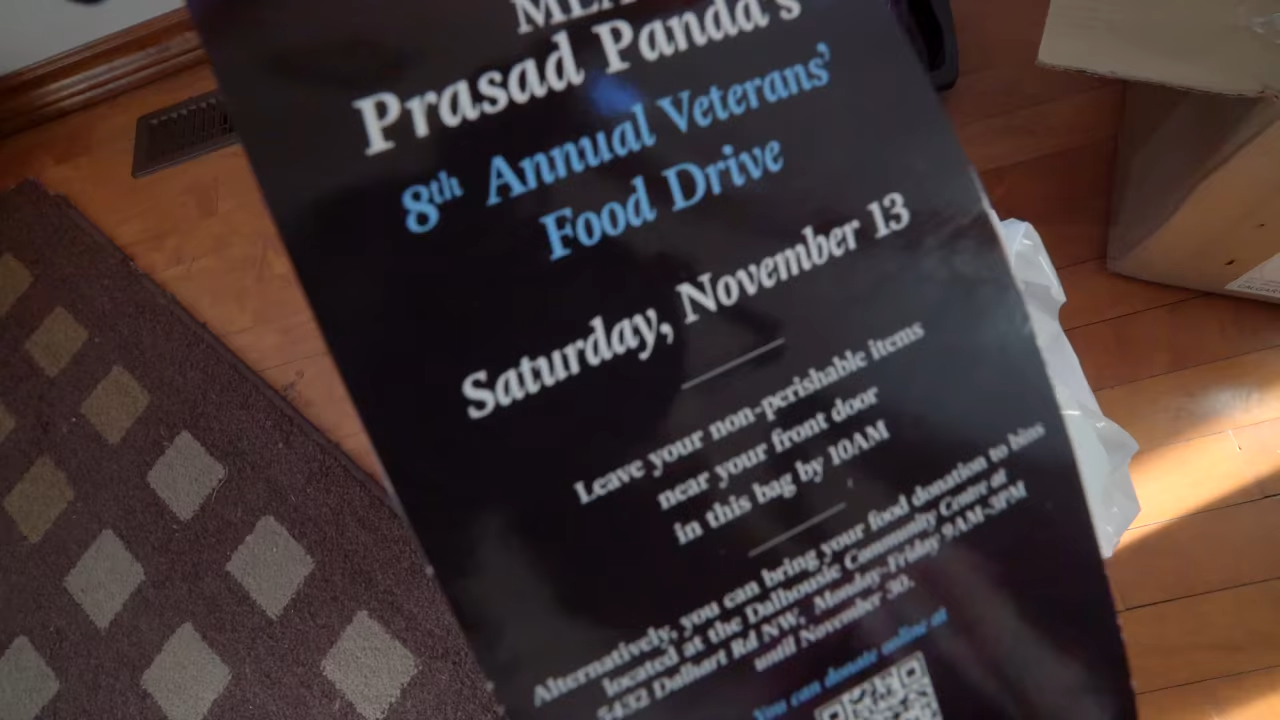 MLA
Prasad Panda's
8th Annual Veterans'
Food Drive
Saturday, November 13
Leave your non-perishable items
near your front door
in this bag by 10AM
Alternatively, you can bring your food donation to bins
located at the Dalhousie Community Centre at
5432 Dalhart Rd NW, Monday-Friday 9AM-3PM
until November 30.
You can donate online at